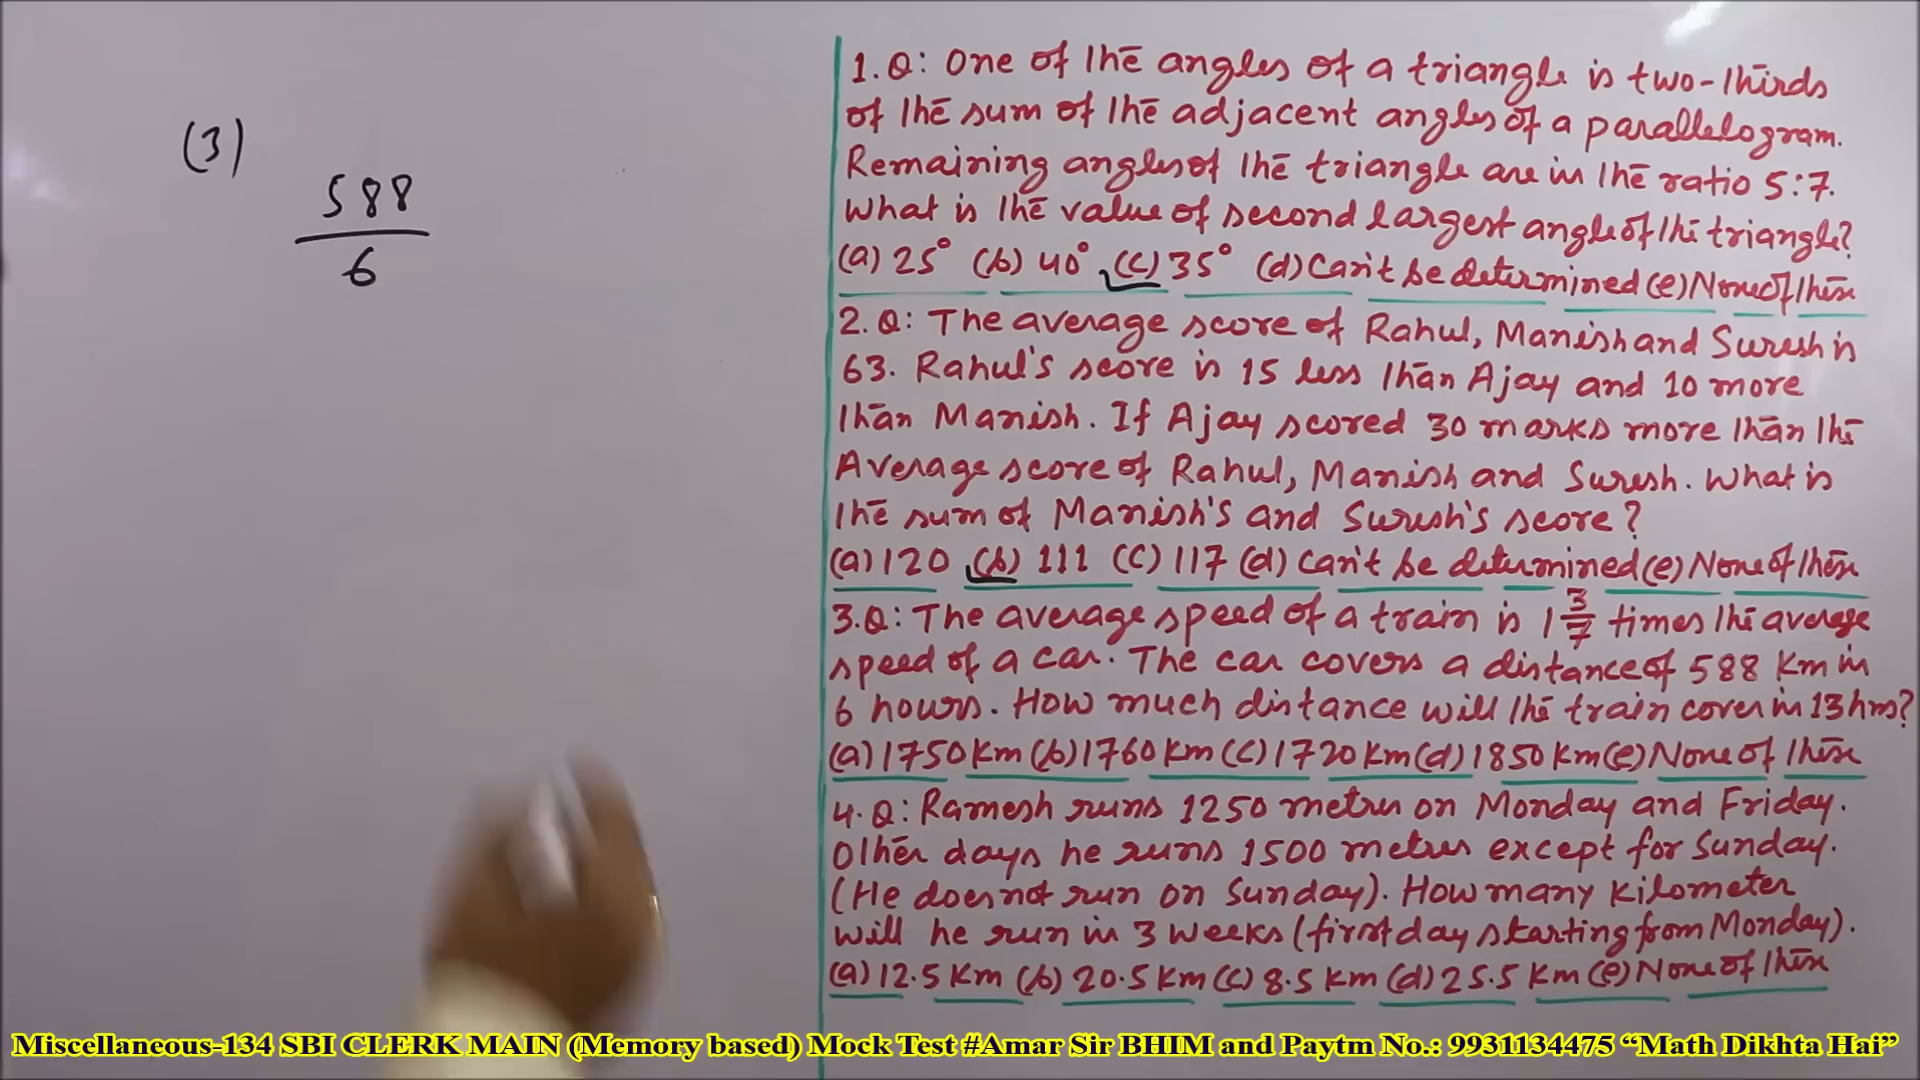 (3)
588
6
1.Q: One of the angles of a triangle is two-thirds
of the sum of the adjacent angles of a parallelogram.
Remaining angles of the triangle are in the ratio 5:7.
What is the value of second largest angle of the triangle?
(a) 25° (b) 40° (c) 35° (d) Can't be determined (e) None of these
2.Q: The average score of Rahul, Manish and Suresh is
63. Rahul's score is 15 less than Ajay and 10 more
than Manish. If Ajay scored 30 marks more than the
Average score of Rahul, Manish and Suresh. What is
the sum of Manish's and Suresh's score?
(a) 120 (b) 111 (c) 117 (d) Can't be determined (e) None of these
3.Q: The average speed of a train is 1 3/7 times the average
speed of a car. The car covers a distance of 588 km in
6 hours. How much distance will the train cover in 13 hrs?
(a) 1750 km (b) 1760 km (c) 1720 km (d) 1850 km (e) None of these
4.Q: Ramesh runs 1250 metres on Monday and Friday.
Other days he runs 1500 metres except for Sunday.
(He does not run on Sunday). How many kilometer
will he run in 3 weeks (first day starting from Monday).
(a) 12.5 km (b) 20.5 km (c) 8.5 km (d) 25.5 km (e) None of these
Miscellaneous-134 SBI CLERK MAIN (Memory based) Mock Test #Amar Sir BHIM and Paytm No.: 9931134475 “Math Dikhta Hai”